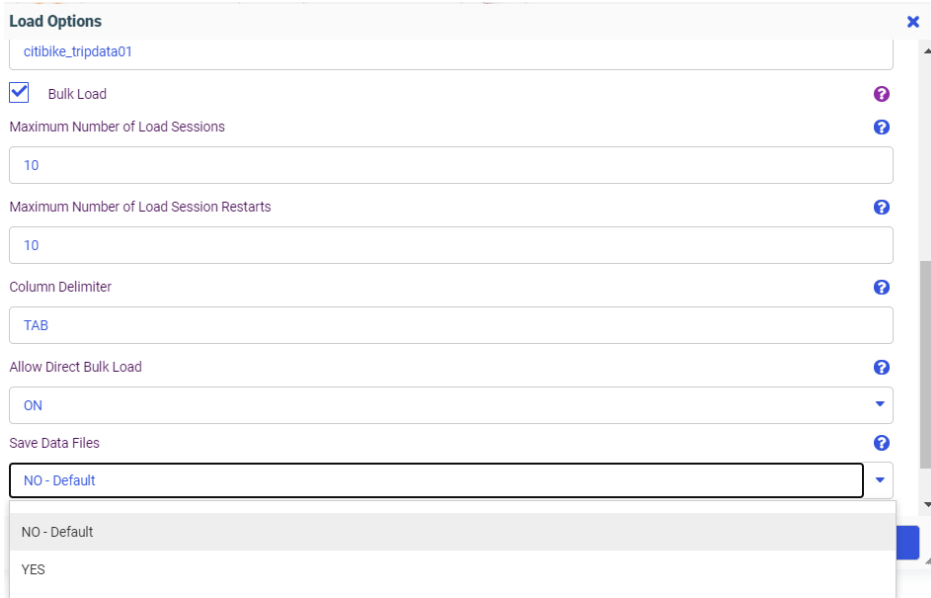 Load Options
citibike_tripdata01
Bulk Load
Maximum Number of Load Sessions
10
Maximum Number of Load Session Restarts
10
Column Delimiter
TAB
Allow Direct Bulk Load
ON
Save Data Files
NO - Default
NO - Default
YES